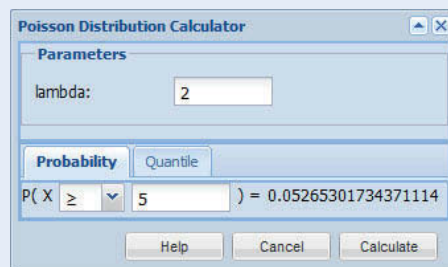 Poisson Distribution Calculator
Parameters
lambda: 2
Probability Quantile
P( X ≥ 5 ) = 0.05265301734371114
Help Cancel Calculate